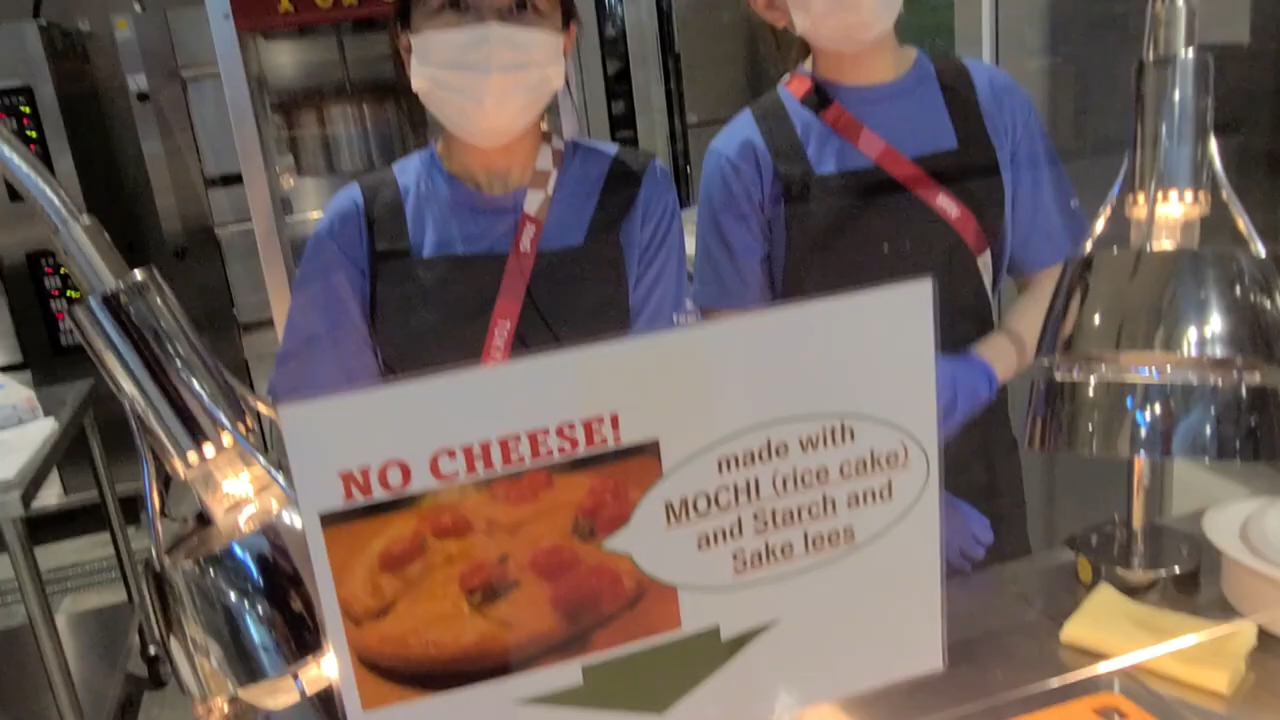 NO CHEESE!
made with
MOCHI (rice cake)
and Starch and
Sake lees